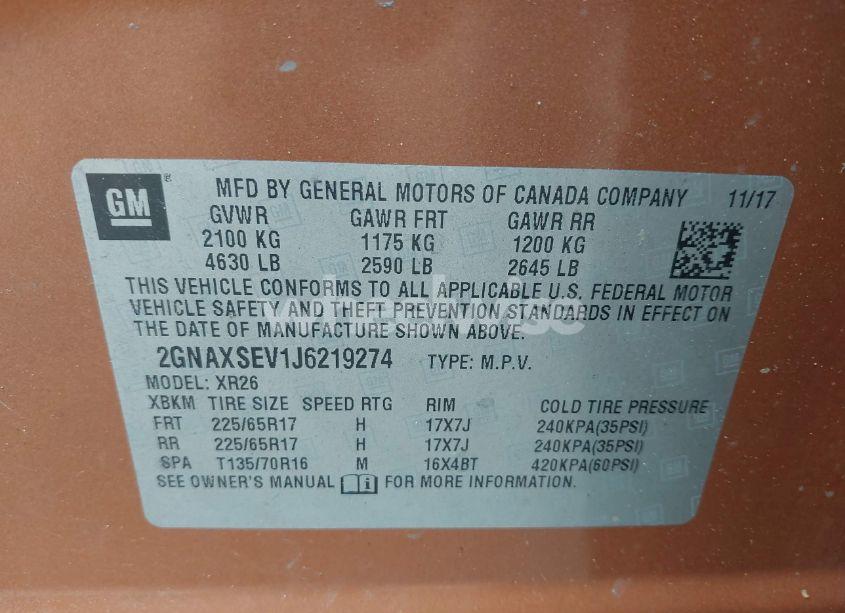 GM ® MFD BY GENERAL MOTORS OF CANADA COMPANY 11/17
GVWR GAWR FRT GAWR RR
2100 KG 1175 KG 1200 KG
4630 LB 2590 LB 2645 LB
THIS VEHICLE CONFORMS TO ALL APPLICABLE U.S. FEDERAL MOTOR
VEHICLE SAFETY AND THEFT PREVENTION STANDARDS IN EFFECT ON
THE DATE OF MANUFACTURE SHOWN ABOVE.
2GNAXSEV1J6219274 TYPE: M.P.V.
MODEL: XR26
XBKM TIRE SIZE SPEED RTG RIM COLD TIRE PRESSURE
FRT 225/65R17 H 17X7J 240KPA(35PSI)
RR 225/65R17 H 17X7J 240KPA(35PSI)
SPA T135/70R16 M 16X4BT 420KPA(60PSI)
SEE OWNER'S MANUAL i FOR MORE INFORMATION.